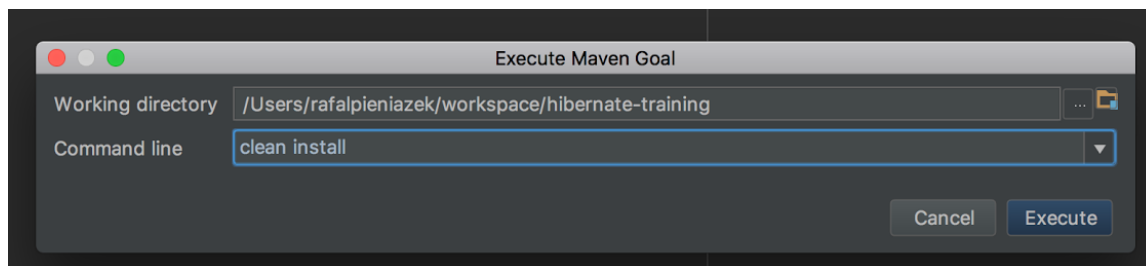 Execute Maven Goal
Working directory /Users/rafalpieniazek/workspace/hibernate-training ...
Command line clean install
Cancel Execute